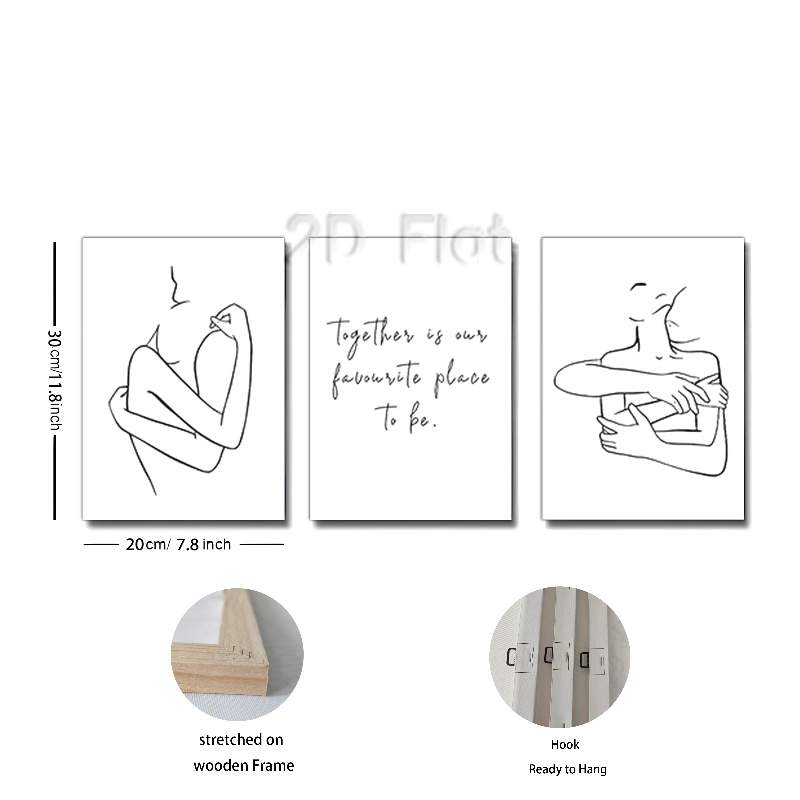 2D Flat
Together is our
favourite place
to be.
30cm/11.8inch
20cm/ 7.8 inch
stretched on
wooden Frame
Hook
Ready to Hang